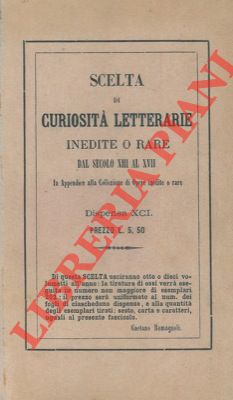 SCELTA
DI
CURIOSITÀ LETTERARIE
INEDITE O RARE
DAL SECOLO XIII AL XVII
In Appendice alla Collezione di Opere inedite o rare
Dispensa XCI.
PREZZO L. 5, 50
Di questa SCELTA usciranno otto o dieci vo-
lumetti all'anno: la tiratura di essi verrà ese-
guita in numero non maggiore di esemplari
202: il prezzo sarà uniformato al num. dei
fogli di ciascheduna dispensa, e alla quantità
degli esemplari tirati: sesto, carta e caratteri,
uguali al presente fascicolo.
Gaetano Romagnoli.
LIBRERIA PIANI